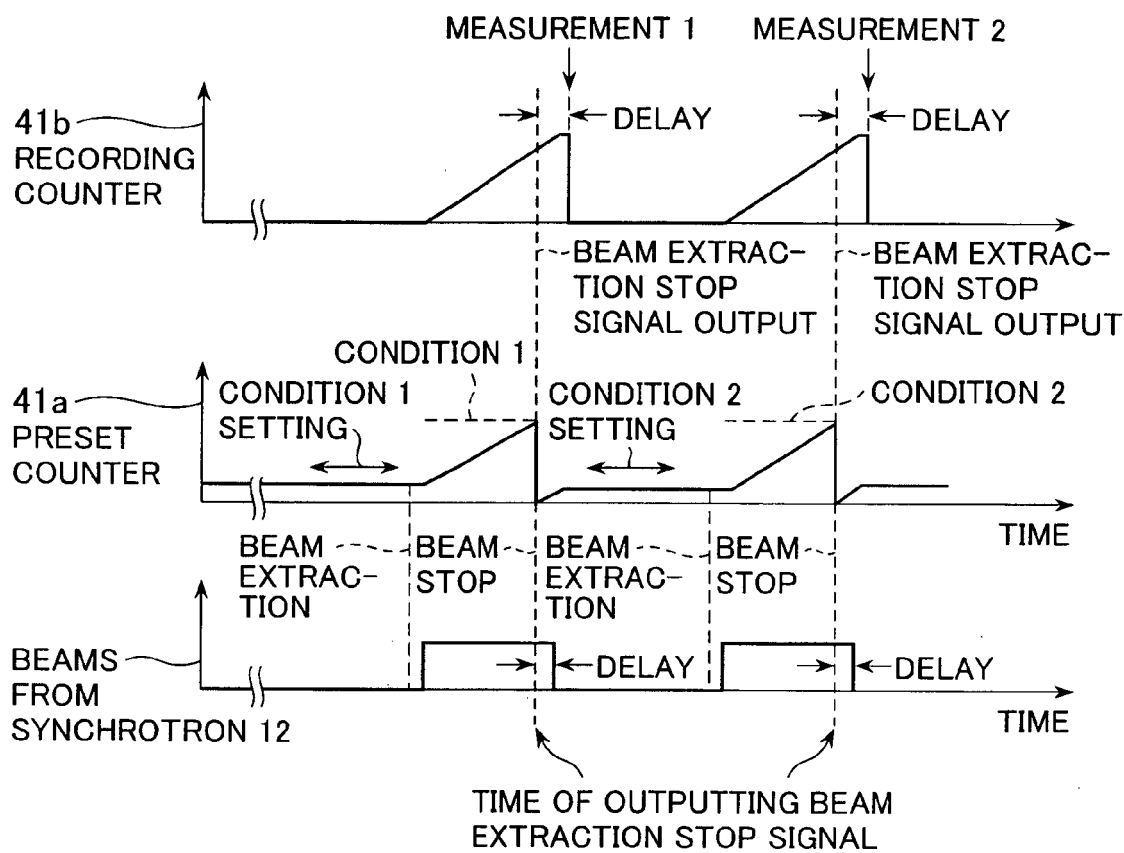 MEASUREMENT 1
MEASUREMENT 2
41b
RECORDING
COUNTER
DELAY
DELAY
BEAM EXTRAC-
TION STOP
SIGNAL OUTPUT
BEAM EXTRAC-
TION STOP
SIGNAL OUTPUT
CONDITION 1
41a
PRESET
COUNTER
CONDITION 1
SETTING
CONDITION 2
SETTING
CONDITION 2
TIME
BEAM
EXTRAC-
TION
BEAM
STOP
BEAM
EXTRAC-
TION
BEAM
STOP
BEAMS
FROM
SYNCHROTRON 12
DELAY
DELAY
TIME
TIME OF OUTPUTTING BEAM
EXTRACTION STOP SIGNAL